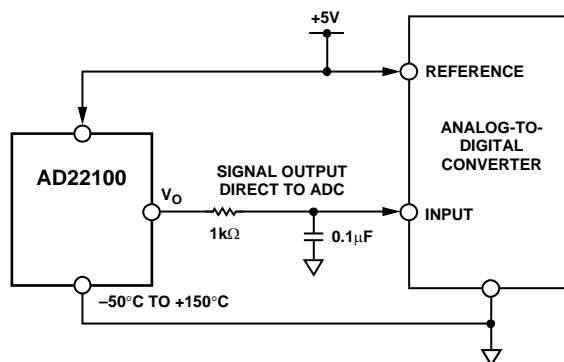 +5V
REFERENCE
ANALOG-TO-
DIGITAL
CONVERTER
AD22100
VO
SIGNAL OUTPUT
DIRECT TO ADC
INPUT
1kΩ
0.1μF
–50°C TO +150°C